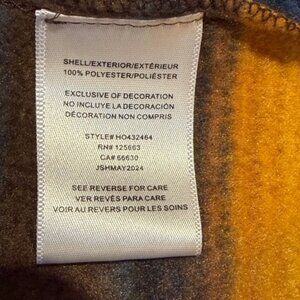 SHELL/EXTERIOR/EXTÉRIEUR
100% POLYESTER/POLIÉSTER
EXCLUSIVE OF DECORATION
NO INCLUYE LA DECORACIÓN
DÉCORATION NON COMPRIS
STYLE# HO432464
RN# 125663
CA# 66630
JSHMAY2024
SEE REVERSE FOR CARE
VER REVÉS PARA CARE
VOIR AU REVERS POUR LES SOINS